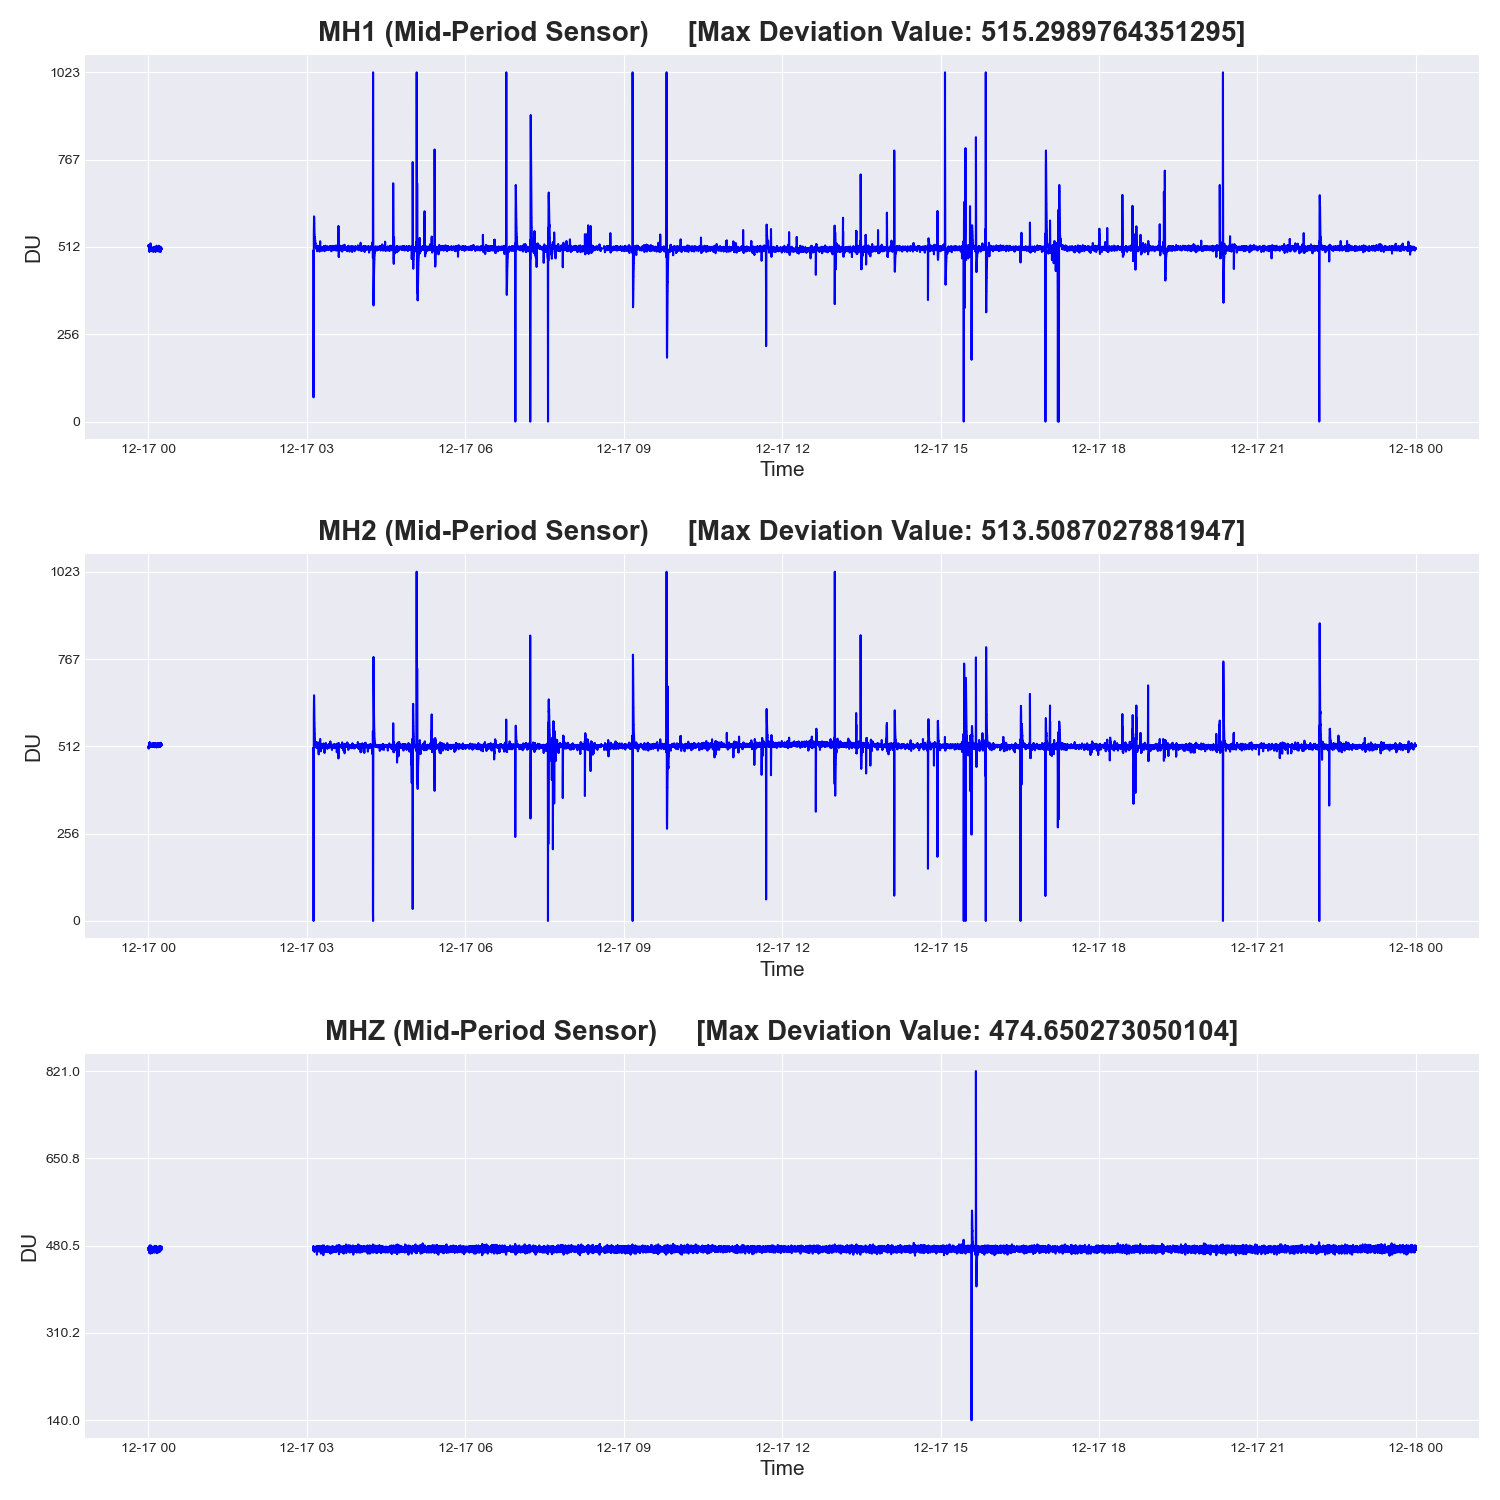 MH1 (Mid-Period Sensor)     [Max Deviation Value: 515.2989764351295]
1023
767
512
256
0
DU
12-17 00 12-17 03 12-17 06 12-17 09 12-17 12 12-17 15 12-17 18 12-17 21 12-18 00
Time
MH2 (Mid-Period Sensor)     [Max Deviation Value: 513.5087027881947]
1023
767
512
256
0
DU
12-17 00 12-17 03 12-17 06 12-17 09 12-17 12 12-17 15 12-17 18 12-17 21 12-18 00
Time
MHZ (Mid-Period Sensor)     [Max Deviation Value: 474.650273050104]
821.0
650.8
480.5
310.2
140.0
DU
12-17 00 12-17 03 12-17 06 12-17 09 12-17 12 12-17 15 12-17 18 12-17 21 12-18 00
Time